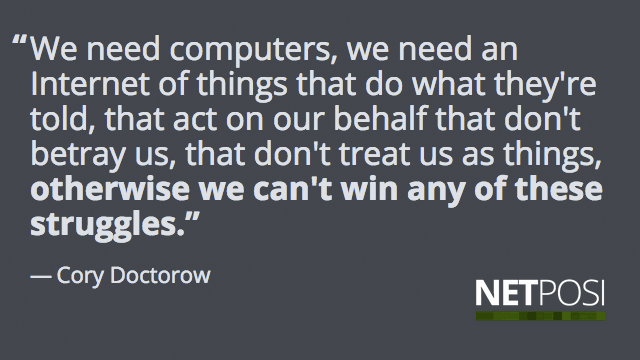 “We need computers, we need an
Internet of things that do what they're
told, that act on our behalf that don't
betray us, that don't treat us as things,
otherwise we can't win any of these
struggles.”
— Cory Doctorow
NETPOSI